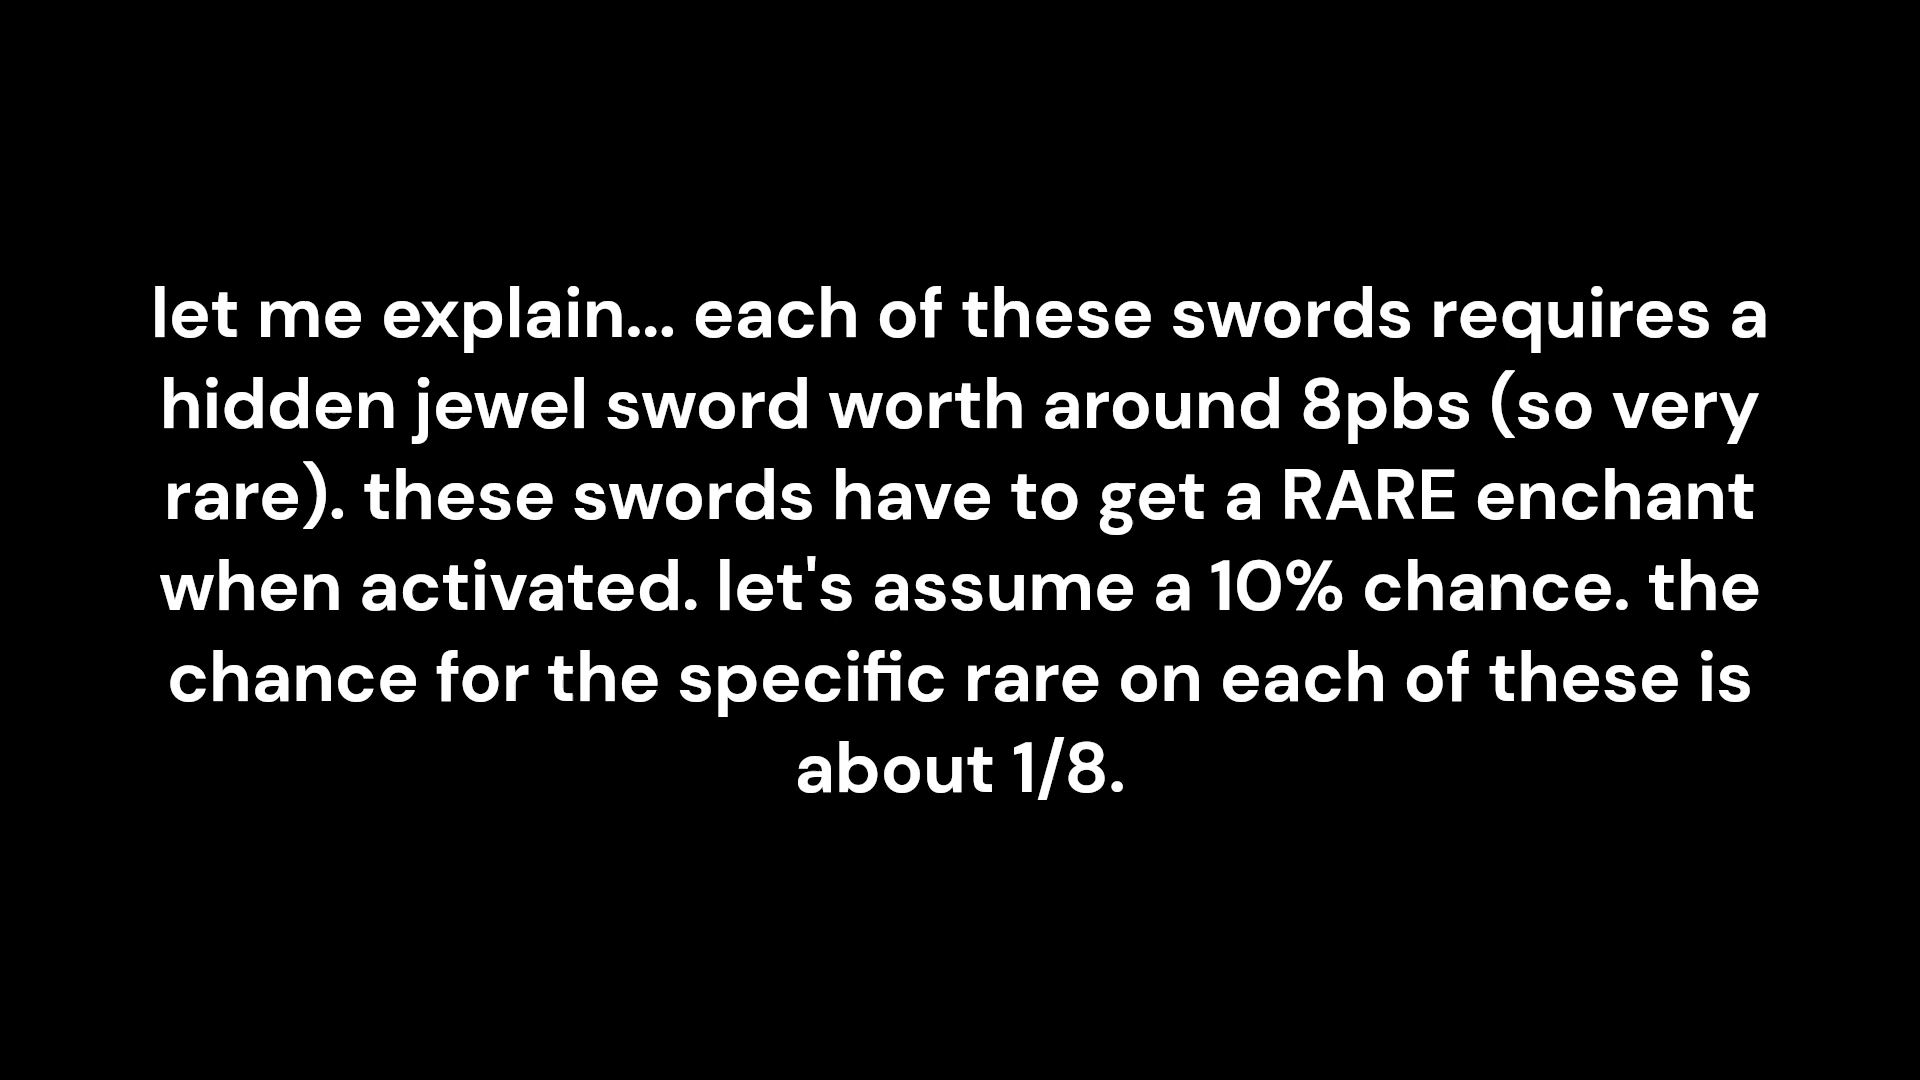 let me explain... each of these swords requires a
hidden jewel sword worth around 8pbs (so very
rare). these swords have to get a RARE enchant
when activated. let's assume a 10% chance. the
chance for the specific rare on each of these is
about 1/8.